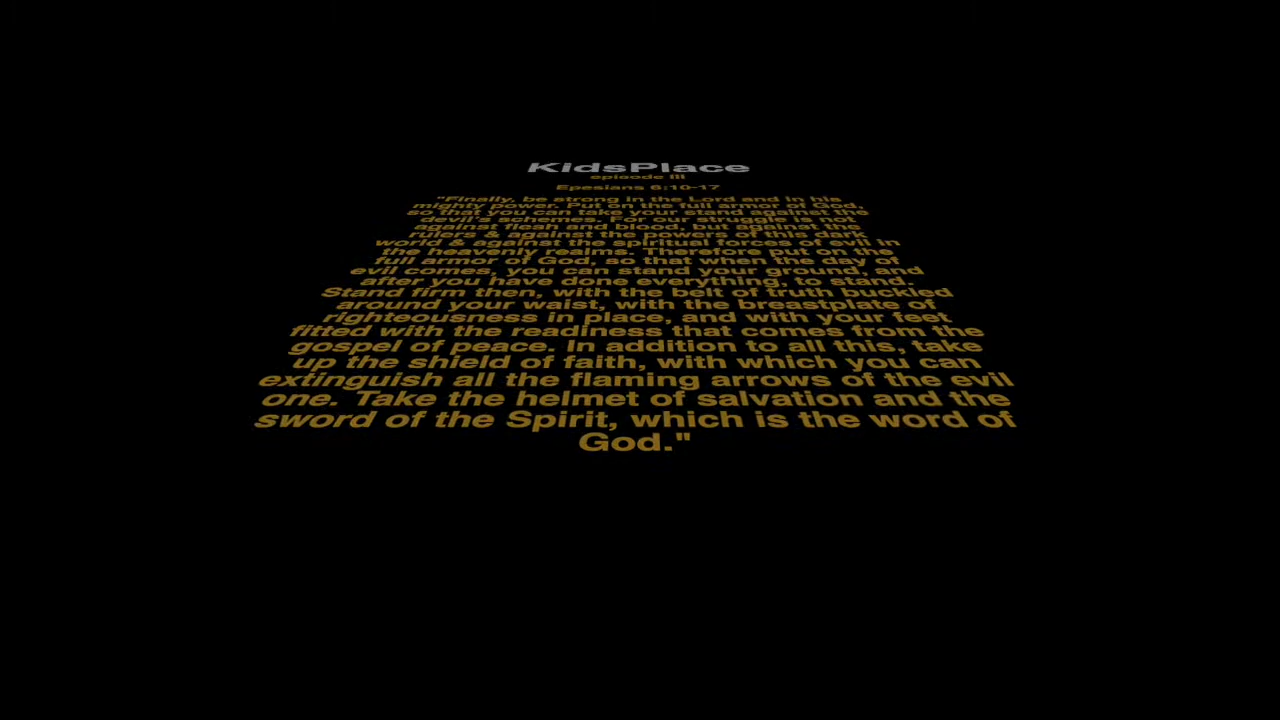 KidsPlace
episode III
Epesians 6:10-17
"Finally, be strong in the Lord and in his
mighty power. Put on the full armor of God,
so that you can take your stand against the
devil's schemes. For our struggle is not
against flesh and blood, but against the
rulers & against the powers of this dark
world & against the spiritual forces of evil in
the heavenly realms. Therefore put on the
full armor of God, so that when the day of
evil comes, you can stand your ground, and
after you have done everything, to stand.
Stand firm then, with the belt of truth buckled
around your waist, with the breastplate of
righteousness in place, and with your feet
fitted with the readiness that comes from the
gospel of peace. In addition to all this, take
up the shield of faith, with which you can
extinguish all the flaming arrows of the evil
one. Take the helmet of salvation and the
sword of the Spirit, which is the word of
God."